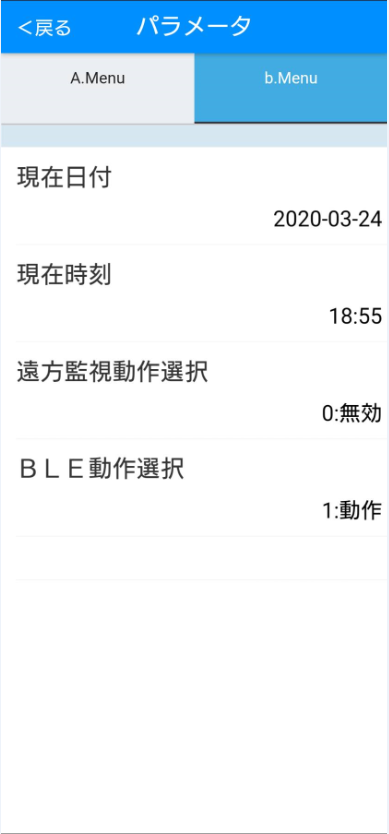 <戻る
パラメータ
A.Menu
b.Menu
現在日付
2020-03-24
現在時刻
18:55
遠方監視動作選択
0:無効
ＢＬＥ動作選択
1:動作